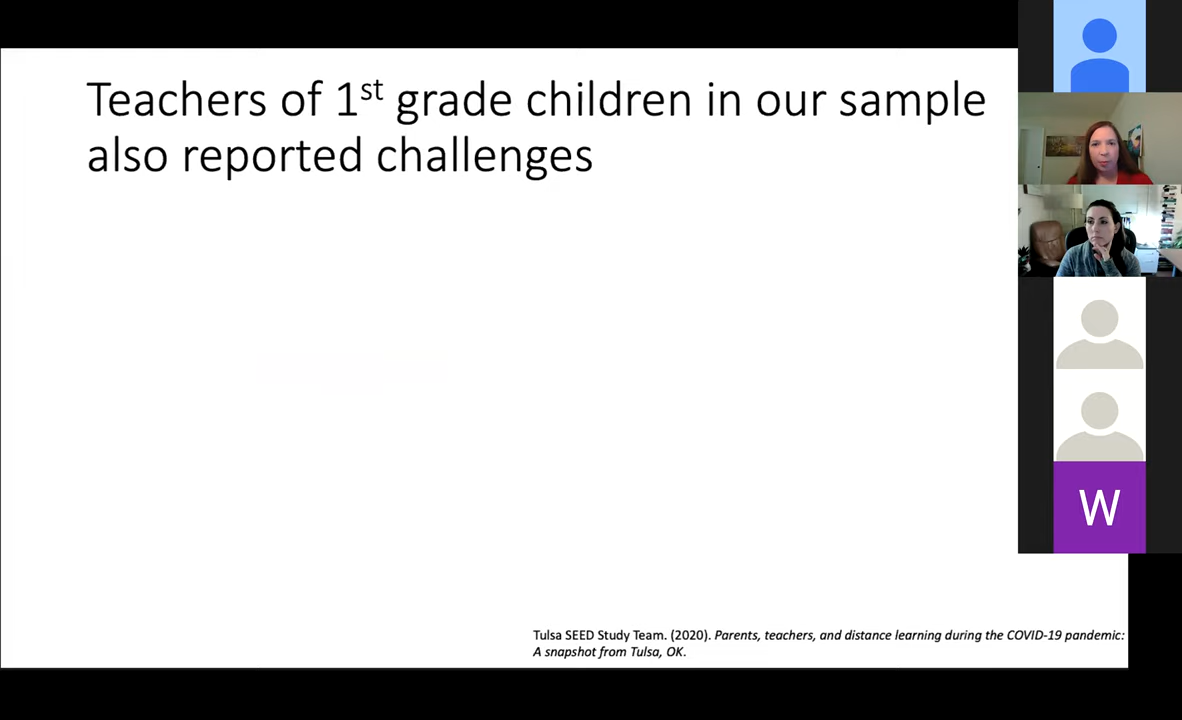 Teachers of 1st grade children in our sample
also reported challenges
W
Tulsa SEED Study Team. (2020). Parents, teachers, and distance learning during the COVID-19 pandemic:
A snapshot from Tulsa, OK.